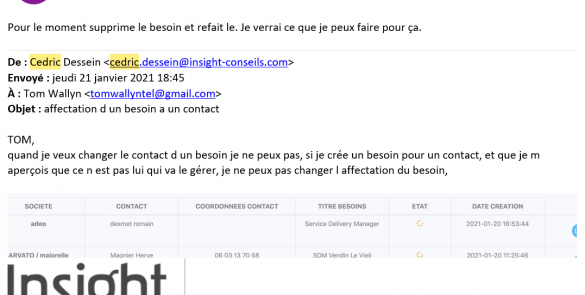 Pour le moment supprime le besoin et refait le. Je verrai ce que je peux faire pour ça.
De : Cedric Dessein <cedric.dessein@insight-conseils.com>
Envoyé : jeudi 21 janvier 2021 18:45
À : Tom Wallyn <tomwallyntel@gmail.com>
Objet : affectation d un besoin a un contact
TOM,
quand je veux changer le contact d un besoin je ne peux pas, si je crée un besoin pour un contact, et que je m
aperçois que ce n est pas lui qui va le gérer, je ne peux pas changer l affectation du besoin,
SOCIETE CONTACT COORDONNEES CONTACT TITRE BESOINS ETAT DATE CREATION
adeo desmet romain Service Delivery Manager 2021-01-20 16:53:44
ARVATO / majorelle Magnier Herve 06 03 13 70 58 SDM Vendin Le Vieil 2021-01-20 11:25:46
Insight